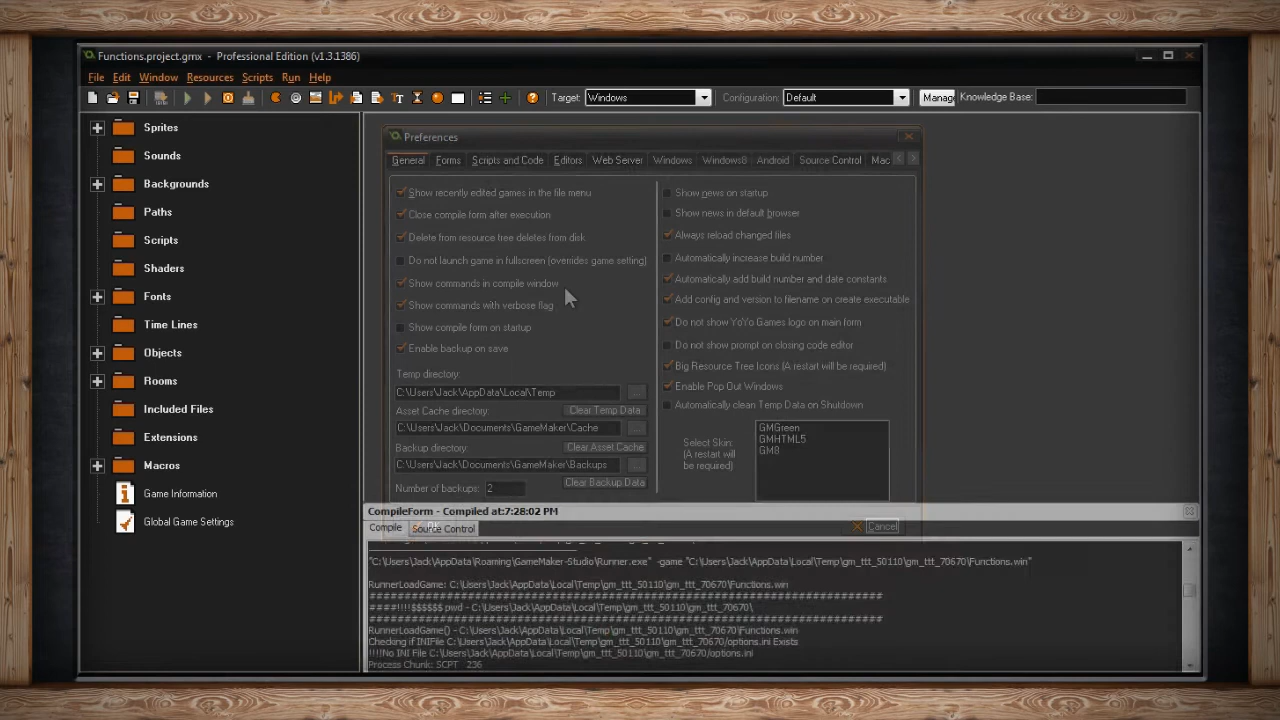 Functions.project.gmx - Professional Edition (v1.3.1386)
File Edit Window Resources Scripts Run Help
Target: Windows Configuration: Default Manag Knowledge Base:
Sprites
Sounds
Backgrounds
Paths
Scripts
Shaders
Fonts
Time Lines
Objects
Rooms
Included Files
Extensions
Macros
Game Information
Global Game Settings
Preferences
General Forms Scripts and Code Editors Web Server Windows Windows8 Android Source Control Mac
Show recently edited games in the file menu
Close compile form after execution
Delete from resource tree deletes from disk
Do not launch game in fullscreen (overrides game setting)
Show commands in compile window
Show commands with verbose flag
Show compile form on startup
Enable backup on save
Temp directory:
C:\Users\Jack\AppData\Local\Temp ...
Asset Cache directory: Clear Temp Data
C:\Users\Jack\Documents\GameMaker\Cache ...
Backup directory: Clear Asset Cache
C:\Users\Jack\Documents\GameMaker\Backups ...
Number of backups: 2 Clear Backup Data
Show news on startup
Show news in default browser
Always reload changed files
Automatically increase build number
Automatically add build number and date constants
Add config and version to filename on create executable
Do not show YoYo Games logo on main form
Do not show prompt on closing code editor
Big Resource Tree Icons (A restart will be required)
Enable Pop Out Windows
Automatically clean Temp Data on Shutdown
Select Skin:
(A restart will
be required)
GMGreen
GMHTML5
GM8
CompileForm - Compiled at:7:28:02 PM
Compile Source Control Cancel
"C:\Users\Jack\AppData\Roaming\GameMaker-Studio\Runner.exe" -game "C:\Users\Jack\AppData\Local\Temp\gm_ttt_50110\gm_ttt_70670\Functions.win"
RunnerLoadGame: C:\Users\Jack\AppData\Local\Temp\gm_ttt_50110\gm_ttt_70670\Functions.win
####!!!!$$$$$$ pwd - C:\Users\Jack\AppData\Local\Temp\gm_ttt_50110\gm_ttt_70670\
RunnerLoadGame() - C:\Users\Jack\AppData\Local\Temp\gm_ttt_50110\gm_ttt_70670\Functions.win
Checking if INIFile C:\Users\Jack\AppData\Local\Temp\gm_ttt_50110\gm_ttt_70670/options.ini Exists
!!!!No INI File C:\Users\Jack\AppData\Local\Temp\gm_ttt_50110\gm_ttt_70670/options.ini
Process Chunk: SCPT 236